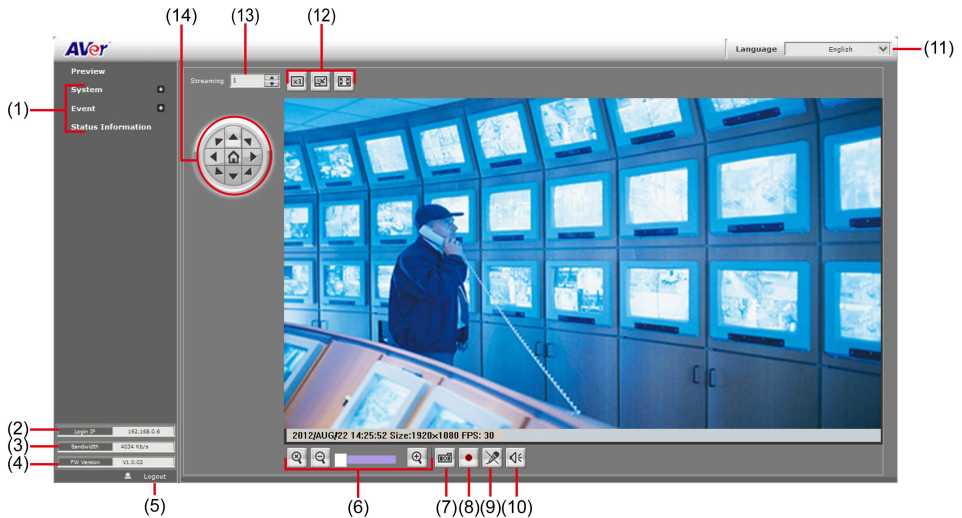 (14) (13) (12)
AVer
Language English (11)
Preview
System
Event
Status Information
(1)
Streaming 1
x1
2012/AUG/22 14:25:52 Size:1920x1080 FPS: 30
(2) Login IP 192.168.0.6
(3) Bandwidth 4034 Kb/s
(4) FW Version V1.0.02
Logout
(5) (6) (7) (8) (9) (10)